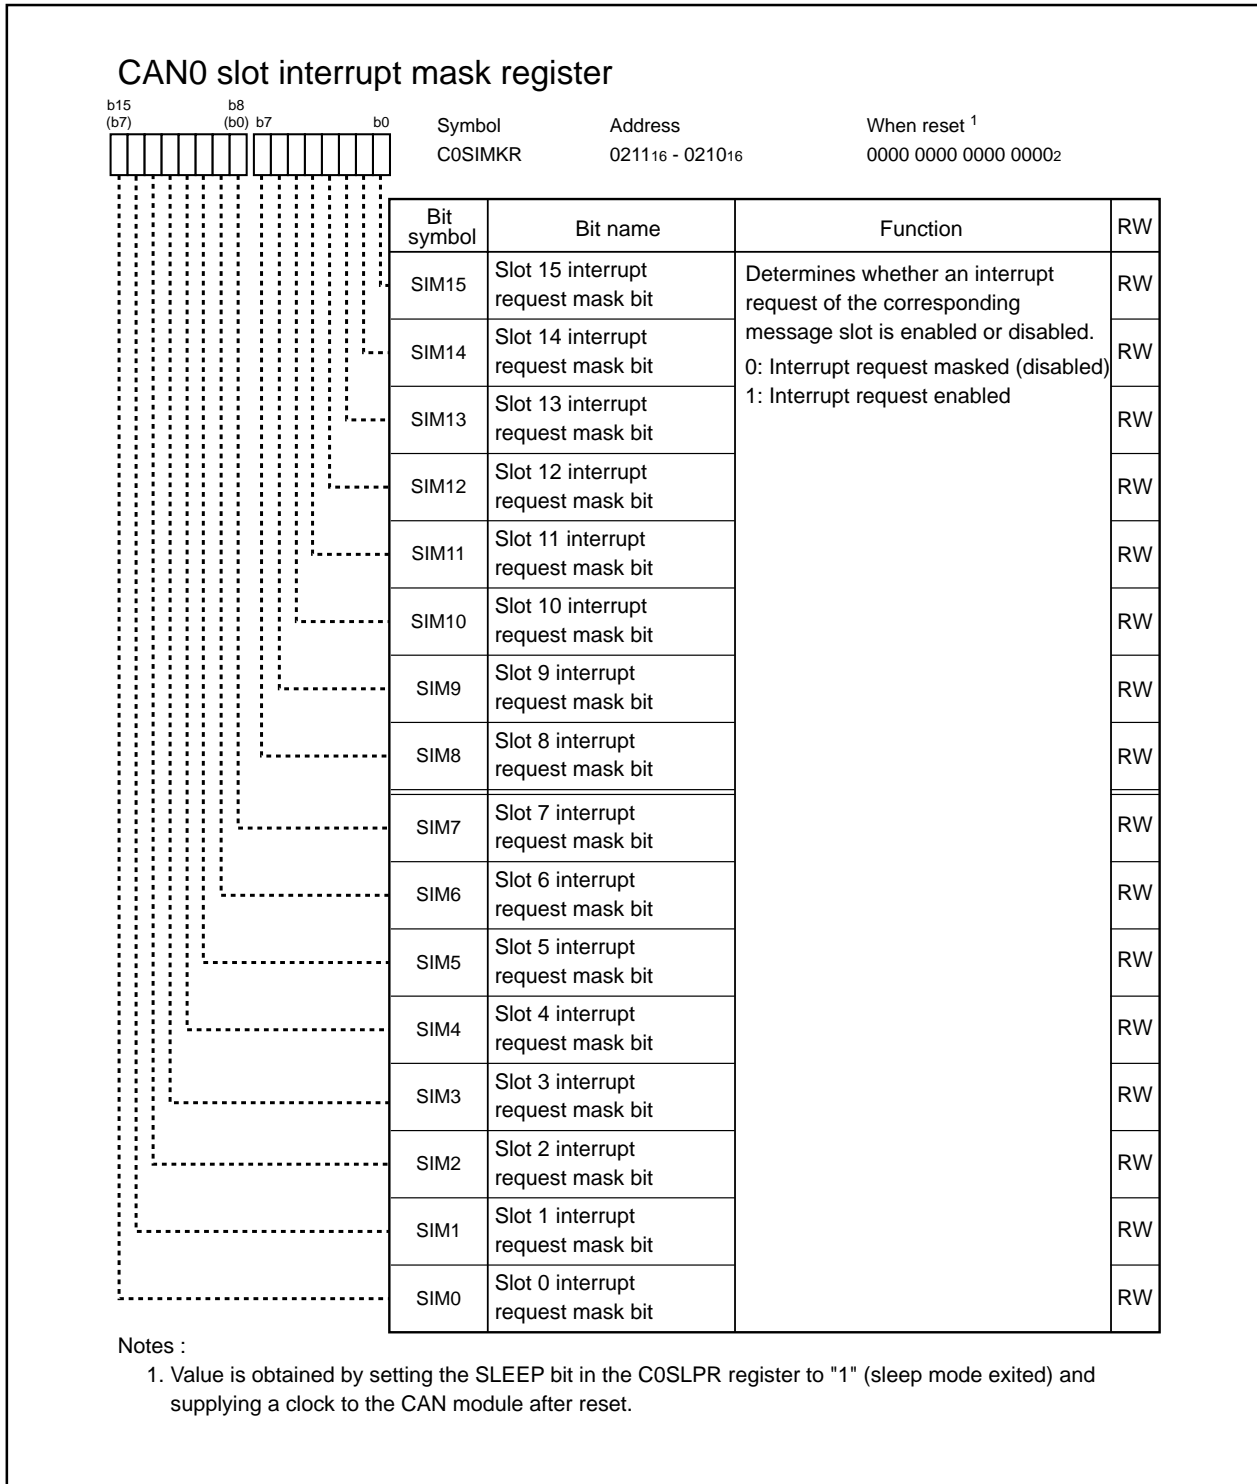 CAN0 slot interrupt mask register
b15 b8
(b7) (b0) b7 b0
Symbol Address When reset 1
C0SIMKR 021116 - 021016 0000 0000 0000 00002
Bit symbol Bit name Function RW
SIM15 Slot 15 interrupt request mask bit RW
Determines whether an interrupt
request of the corresponding
message slot is enabled or disabled.
0: Interrupt request masked (disabled)
1: Interrupt request enabled
SIM14 Slot 14 interrupt request mask bit RW
SIM13 Slot 13 interrupt request mask bit RW
SIM12 Slot 12 interrupt request mask bit RW
SIM11 Slot 11 interrupt request mask bit RW
SIM10 Slot 10 interrupt request mask bit RW
SIM9 Slot 9 interrupt request mask bit RW
SIM8 Slot 8 interrupt request mask bit RW
SIM7 Slot 7 interrupt request mask bit RW
SIM6 Slot 6 interrupt request mask bit RW
SIM5 Slot 5 interrupt request mask bit RW
SIM4 Slot 4 interrupt request mask bit RW
SIM3 Slot 3 interrupt request mask bit RW
SIM2 Slot 2 interrupt request mask bit RW
SIM1 Slot 1 interrupt request mask bit RW
SIM0 Slot 0 interrupt request mask bit RW
Notes :
1. Value is obtained by setting the SLEEP bit in the C0SLPR register to "1" (sleep mode exited) and
supplying a clock to the CAN module after reset.